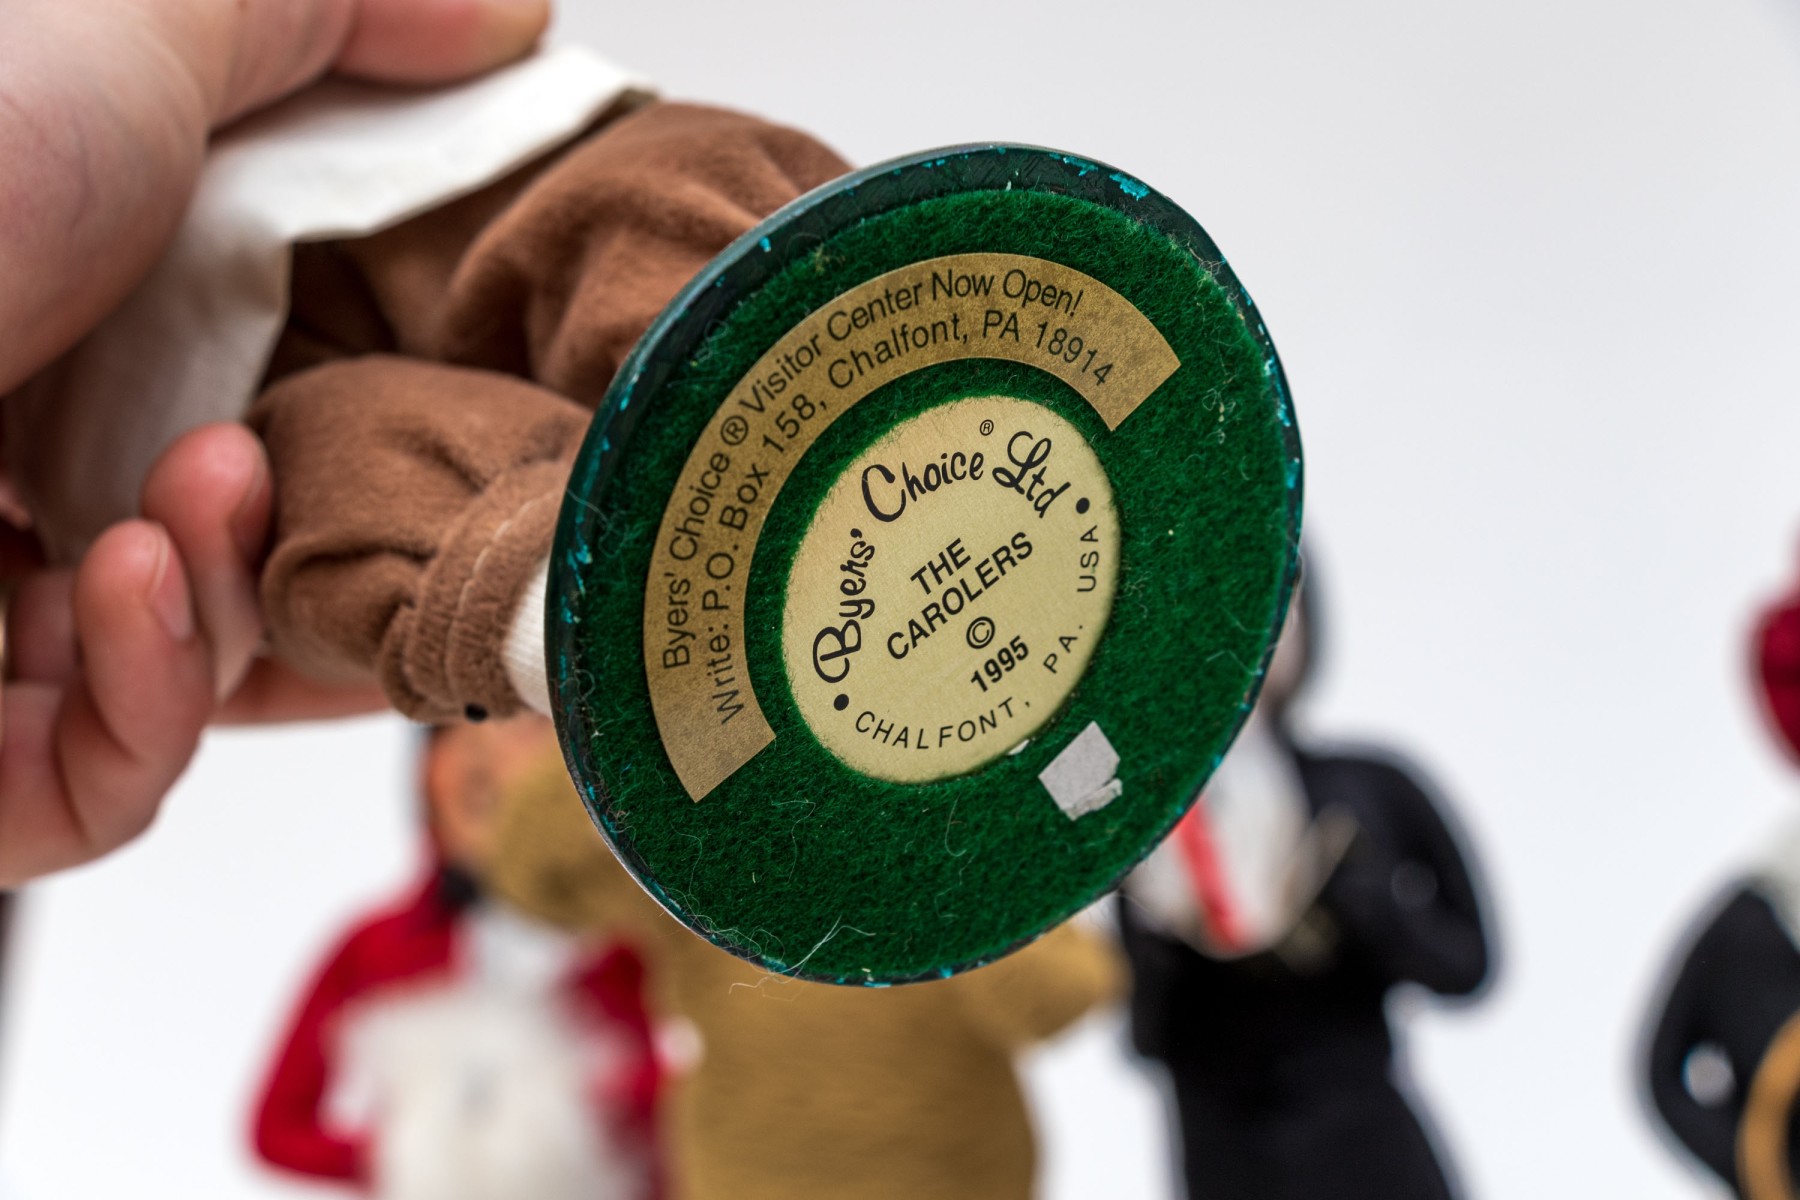 Byers' Choice ® Visitor Center Now Open!
Write: P.O. Box 158, Chalfont, PA 18914
• Byers' Choice Ltd ® •
THE
CAROLERS
©
1995
CHALFONT, PA. USA